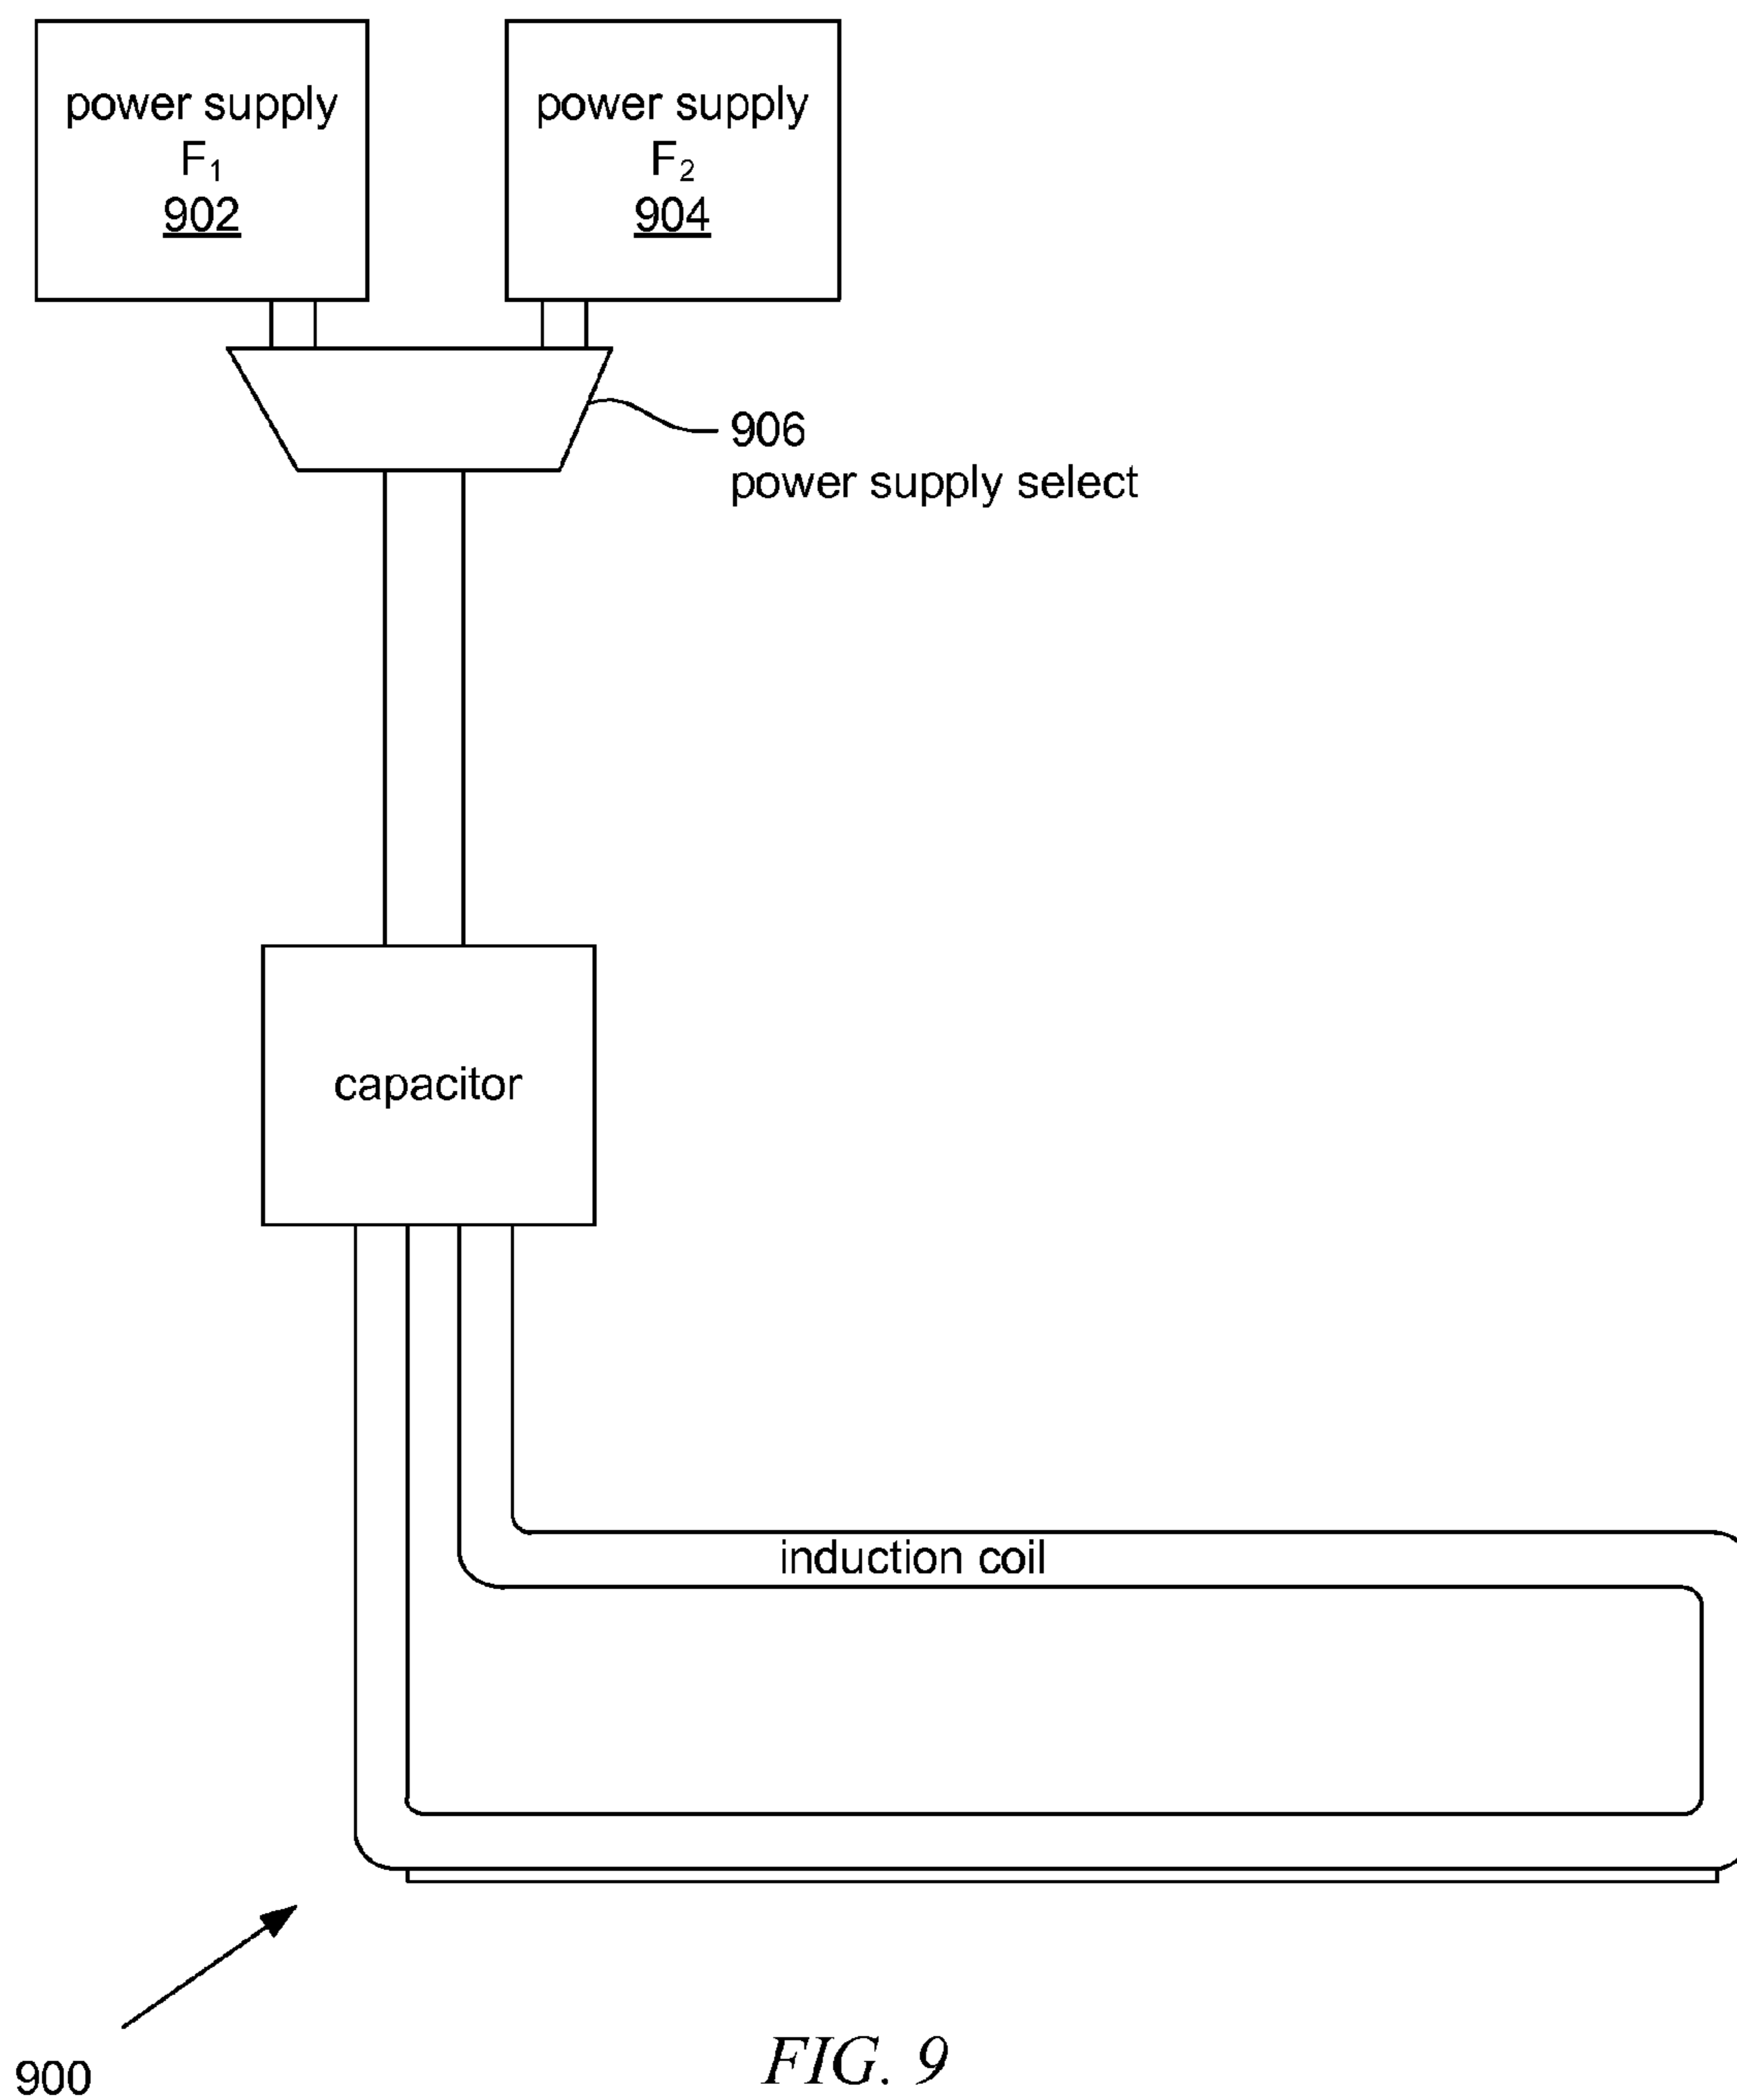 power supply
F₁
902
power supply
F₂
904
906
power supply select
capacitor
induction coil
900
FIG. 9